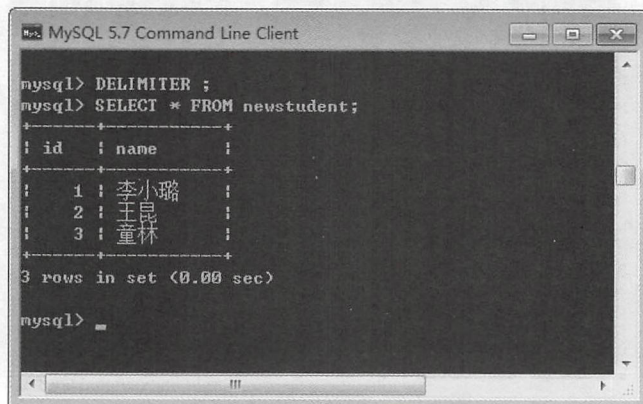 MySQL 5.7 Command Line Client
mysql> DELIMITER ;
mysql> SELECT * FROM newstudent;
+------+-----------+
| id | name |
+------+-----------+
| 1 | 李小璐 |
| 2 | 王昆 |
| 3 | 童林 |
+------+-----------+
3 rows in set (0.00 sec)
mysql>